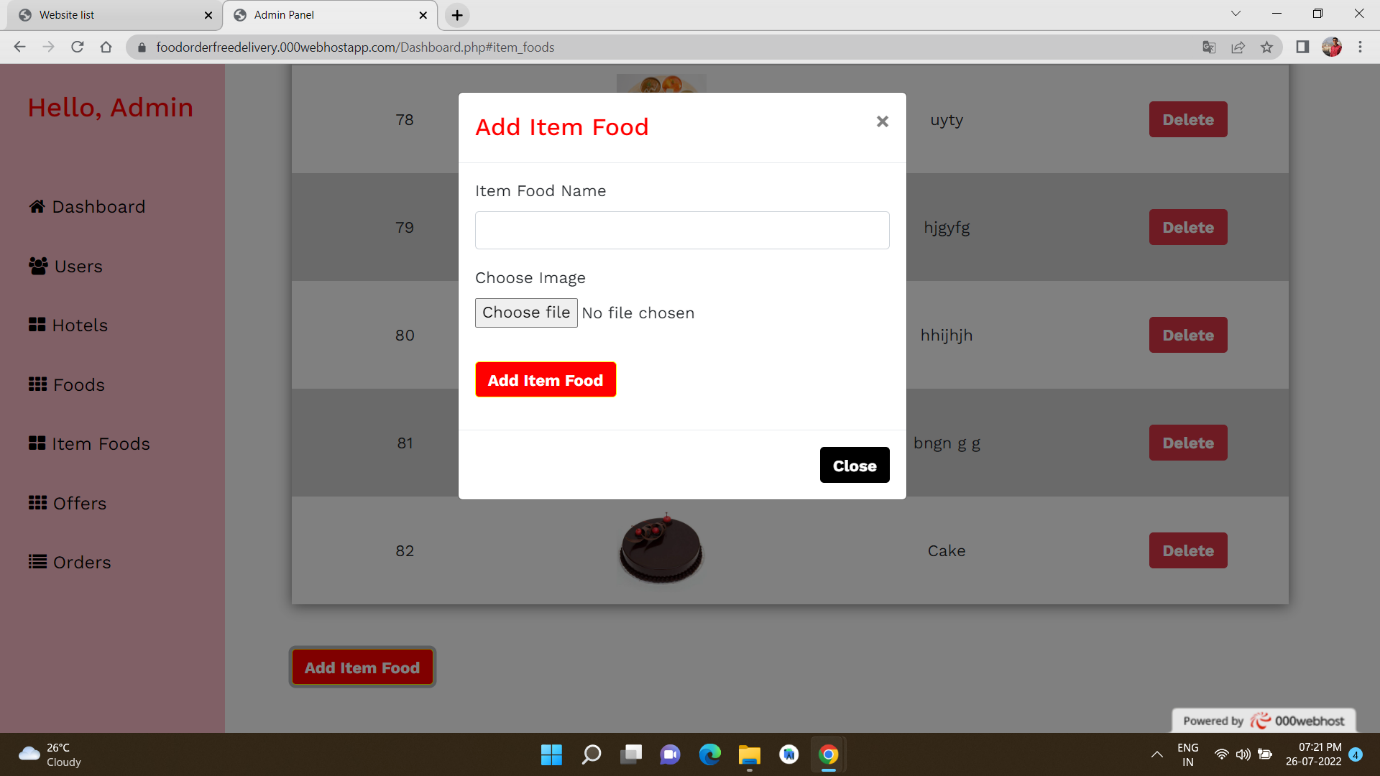 Website list
Admin Panel
foodorderfreedelivery.000webhostapp.com/Dashboard.php#item_foods
Hello, Admin
Dashboard
Users
Hotels
Foods
Item Foods
Offers
Orders
78 uyty Delete
79 hjgyfg Delete
80 hhijhjh Delete
81 bngn g g Delete
82 Cake Delete
Add Item Food
×
Item Food Name
Choose Image
Choose file No file chosen
Add Item Food
Close
Add Item Food
Powered by 000webhost
26°C
Cloudy
ENG
IN
07:21 PM
26-07-2022
4